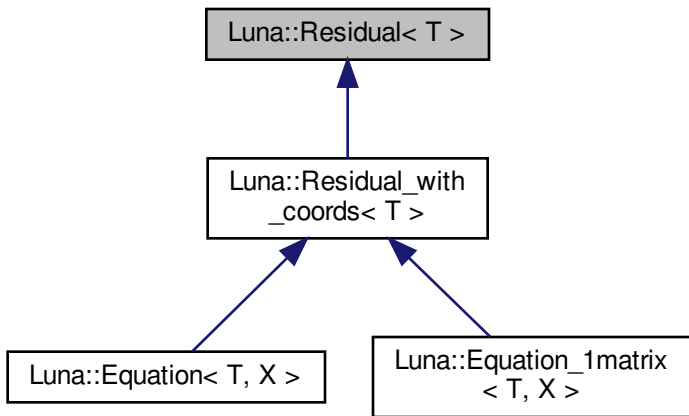 Luna::Residual< T >
Luna::Residual_with
_coords< T >
Luna::Equation< T, X >
Luna::Equation_1matrix
< T, X >